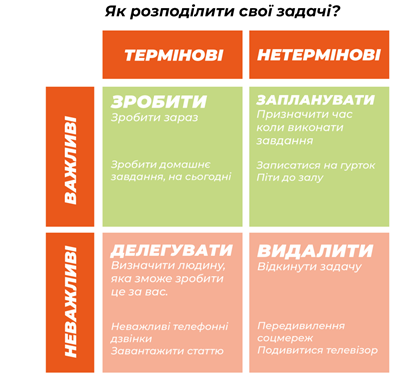 Як розподілити свої задачі?
ТЕРМІНОВІ
НЕТЕРМІНОВІ
ВАЖЛИВІ
ЗРОБИТИ
Зробити зараз
Зробити домашнє
завдання, на сьогодні
ЗАПЛАНУВАТИ
Призначити час
коли виконати
завдання
Записатися на гурток
Піти до залу
НЕВАЖЛИВІ
ДЕЛЕГУВАТИ
Визначити людину,
яка зможе зробити
це за вас.
Неважливі телефонні
дзвінки
Завантажити статтю
ВИДАЛИТИ
Відкинути задачу
Передивилення
соцмереж
Подивитися телевізор